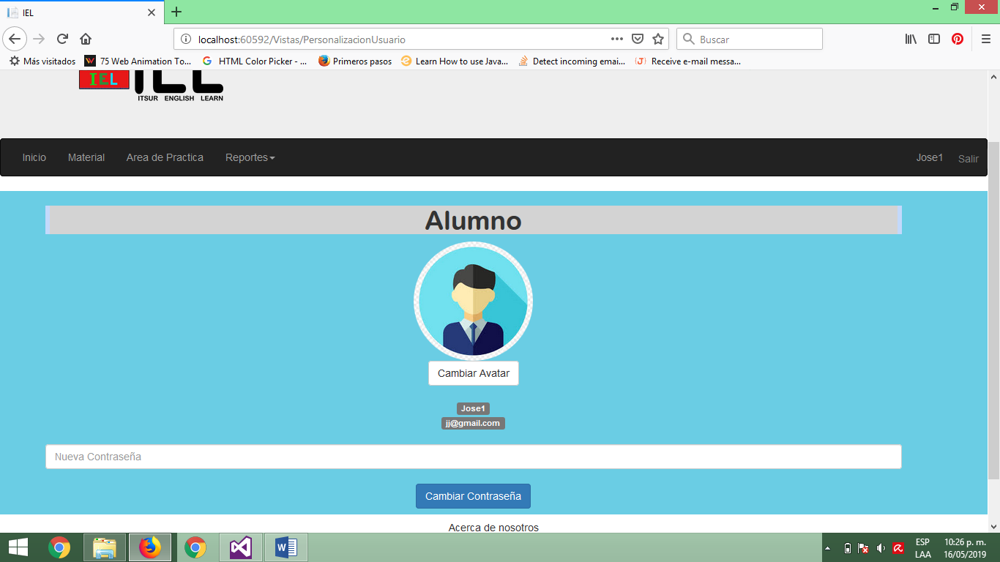 IEL
localhost:60592/Vistas/PersonalizacionUsuario
Buscar
Más visitados
75 Web Animation To...
HTML Color Picker - ...
Primeros pasos
Learn How to use Java...
Detect incoming emai...
Receive e-mail messa...
IEL
IEL
ITSUR ENGLISH LEARN
Inicio
Material
Area de Practica
Reportes
Jose1
Salir
Alumno
Cambiar Avatar
Jose1
jj@gmail.com
Nueva Contraseña
Cambiar Contraseña
Acerca de nosotros
ESP
LAA
10:26 p. m.
16/05/2019